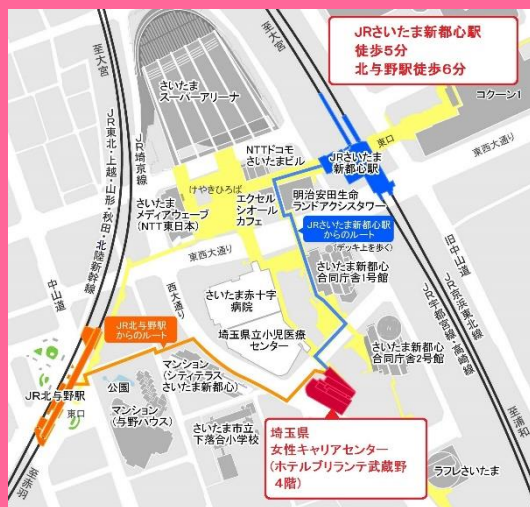 JRさいたま新都心駅
徒歩5分
北与野駅徒歩6分
至大宮
至大宮
さいたま
スーパーアリーナ
コクーン1
JR東北・上越・山形・秋田・北陸新幹線
JR埼京線
NTTドコモ
さいたまビル
JRさいたま
新都心駅
東口
東西大通り
けやきひろば
さいたま
メディアウェーブ
(NTT東日本)
エクセル
シオール
カフェ
明治安田生命
ランドアクシスタワー
JRさいたま新都心駅
からのルート
(デッキ上を歩く)
東西大通り
中山道
西大通り
さいたま新都心
合同庁舎1号館
旧中山道
JR京浜東北線
JR宇都宮線・高崎線
さいたま赤十字
病院
埼玉県立小児医療
センター
JR北与野駅
からのルート
さいたま新都心
合同庁舎2号館
JR北与野駅
東口
公園
マンション
(シティテラス
さいたま新都心)
マンション
(与野ハウス)
さいたま市立
下落合小学校
埼玉県
女性キャリアセンター
(ホテルブリランテ武蔵野
4階)
ラフレさいたま
至赤羽
至浦和